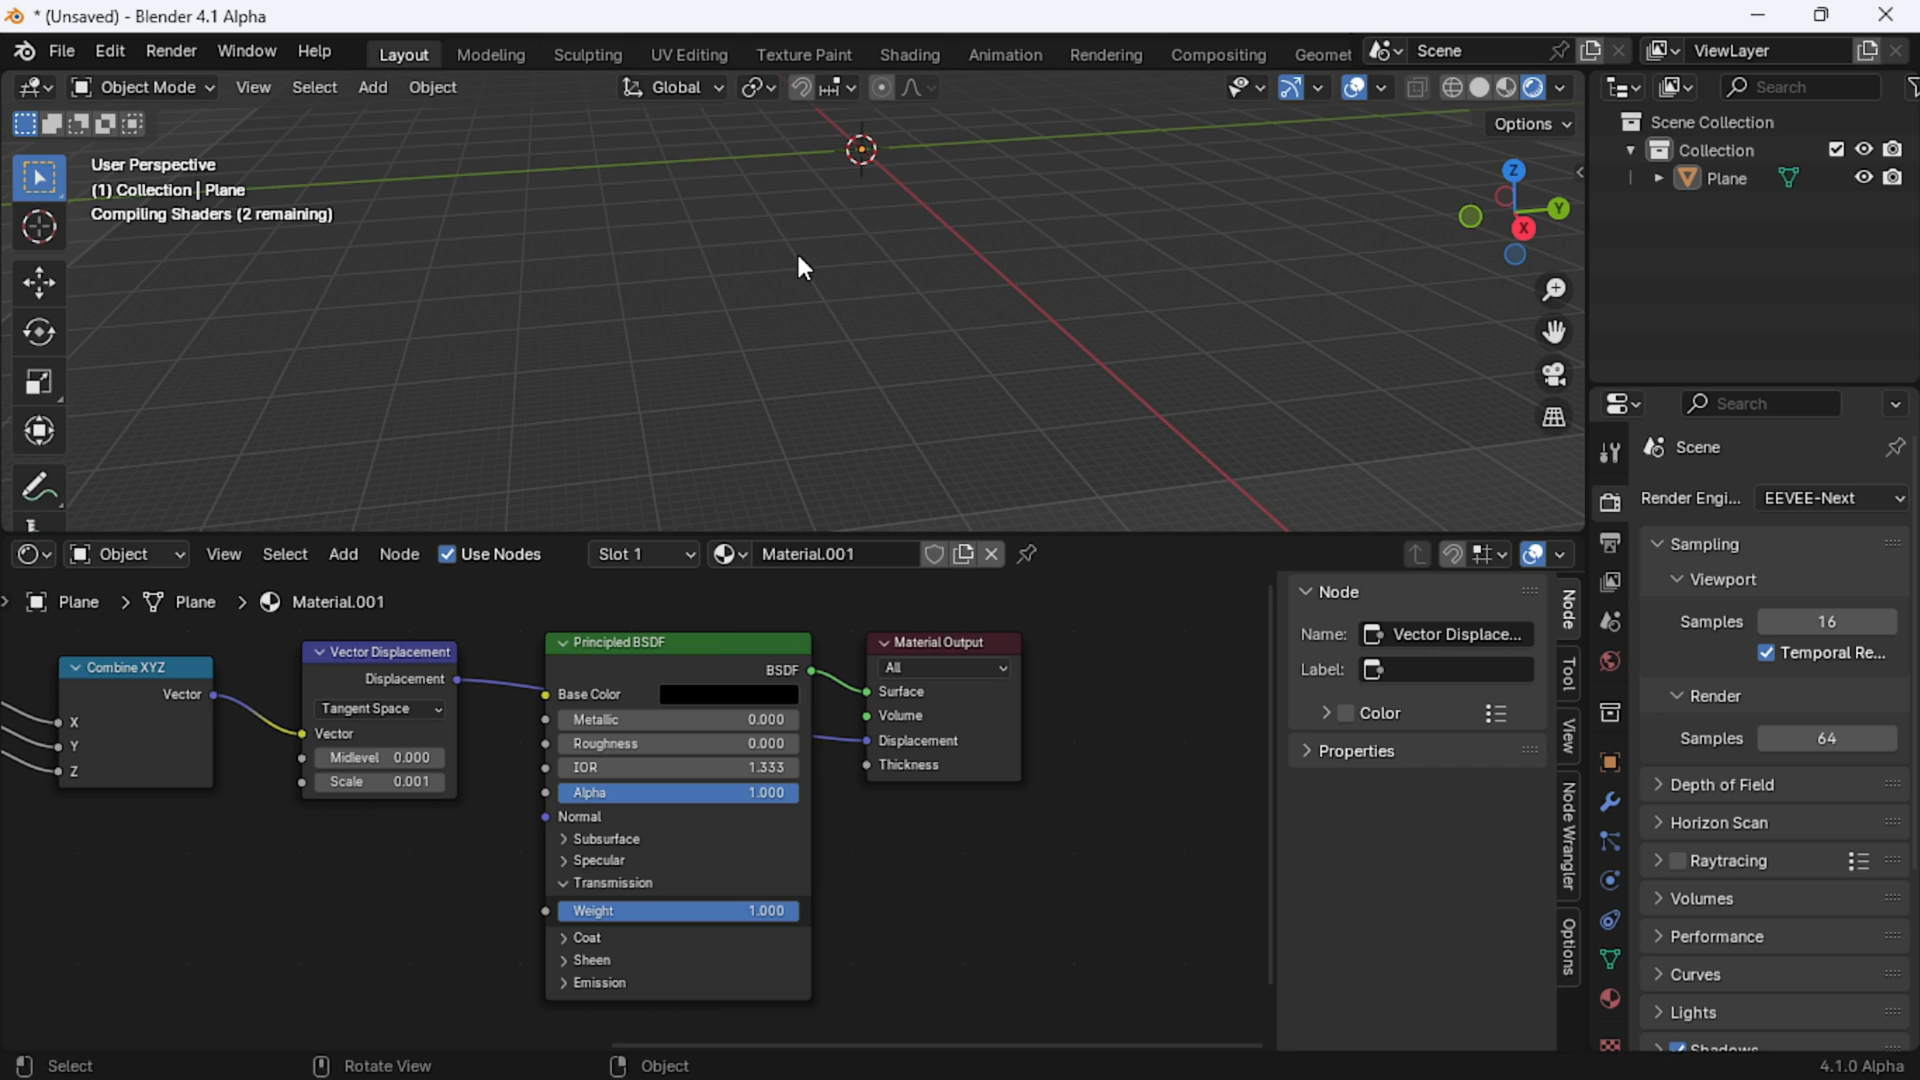 * (Unsaved) - Blender 4.1 Alpha
File Edit Render Window Help Layout Modeling Sculpting UV Editing Texture Paint Shading Animation Rendering Compositing Geomet Scene ViewLayer
Object Mode View Select Add Object Global Search
Options
User Perspective
(1) Collection | Plane
Compiling Shaders (2 remaining)
Z
Y
X
Scene Collection
Collection
Plane
Search
Scene
Render Engi... EEVEE-Next
Sampling
Viewport
Samples 16
Temporal Re...
Render
Samples 64
Depth of Field
Horizon Scan
Raytracing
Volumes
Performance
Curves
Lights
Shadows
Object View Select Add Node Use Nodes Slot 1 Material.001
Plane Plane Material.001
Combine XYZ
Vector
X
Y
Z
Vector Displacement
Displacement
Tangent Space
Vector
Midlevel 0.000
Scale 0.001
Principled BSDF
BSDF
Base Color
Metallic 0.000
Roughness 0.000
IOR 1.333
Alpha 1.000
Normal
Subsurface
Specular
Transmission
Weight 1.000
Coat
Sheen
Emission
Material Output
All
Surface
Volume
Displacement
Thickness
Node
Name: Vector Displace...
Label:
Color
Properties
Node
Tool
View
Node Wrangler
Options
Select Rotate View Object 4.1.0 Alpha